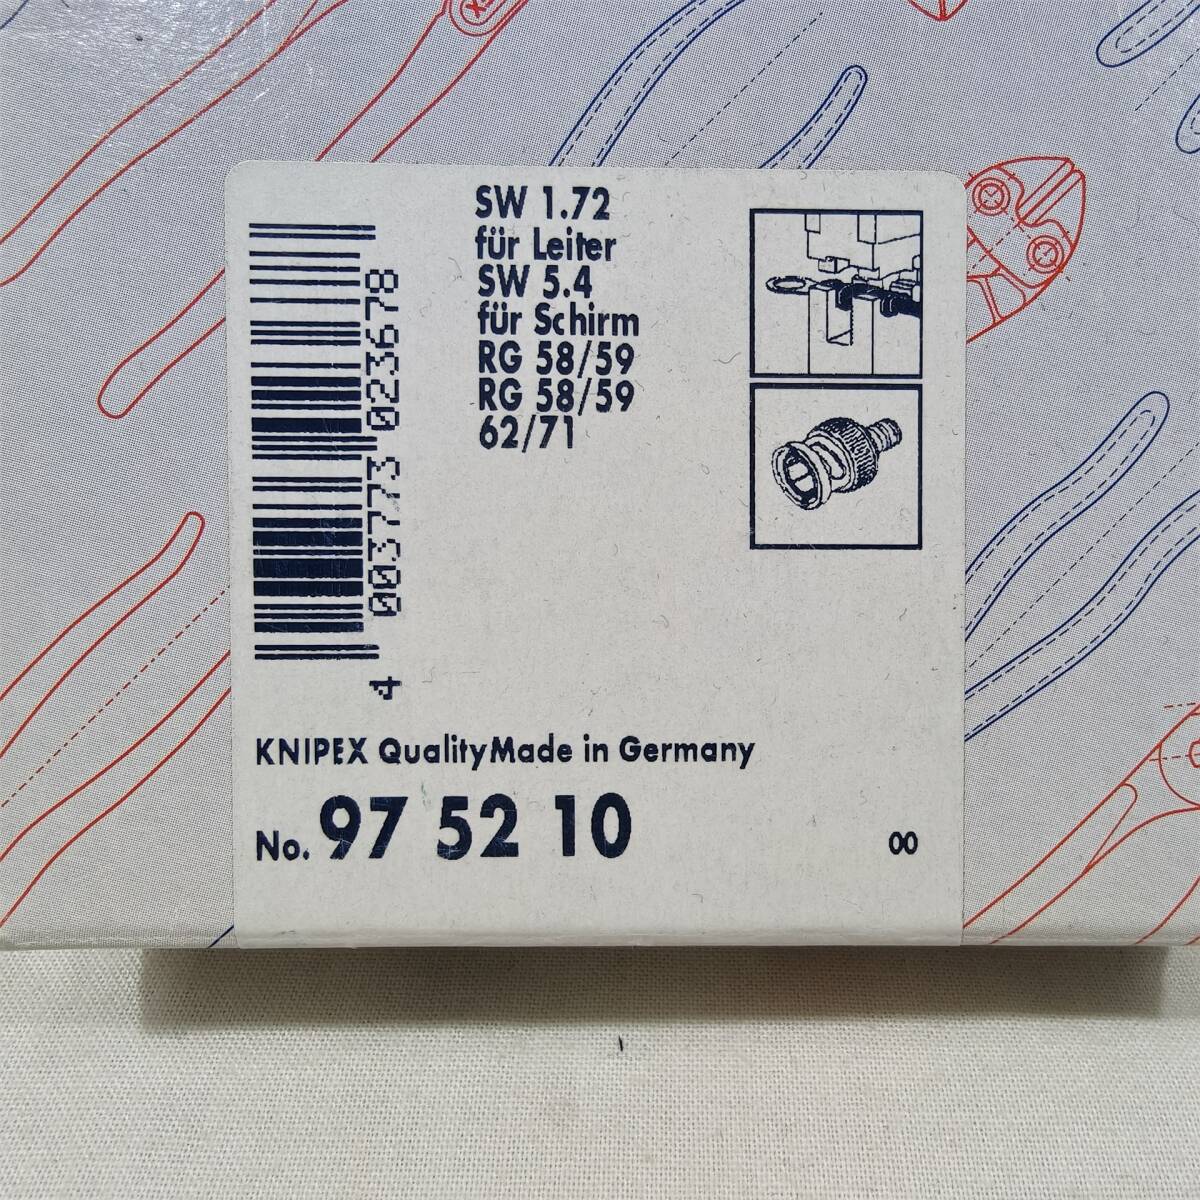 SW 1.72
für Leiter
SW 5.4
für Schirm
RG 58/59
RG 58/59
62/71
4 003773 023678
KNIPEX QualityMade in Germany
No. 97 52 10
00